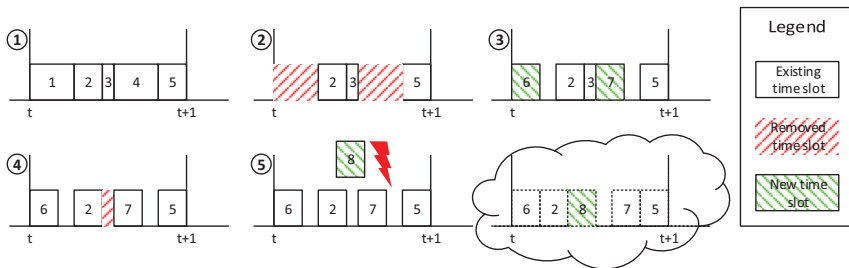 1
1 2 3 4 5
t t+1
2
2 3 5
t t+1
3
6 2 3 7 5
t t+1
4
6 2 7 5
t t+1
5
8
6 2 7 5
t t+1
6 2 8 7 5
t t+1
Legend
Existing
time slot
Removed
time slot
New time
slot